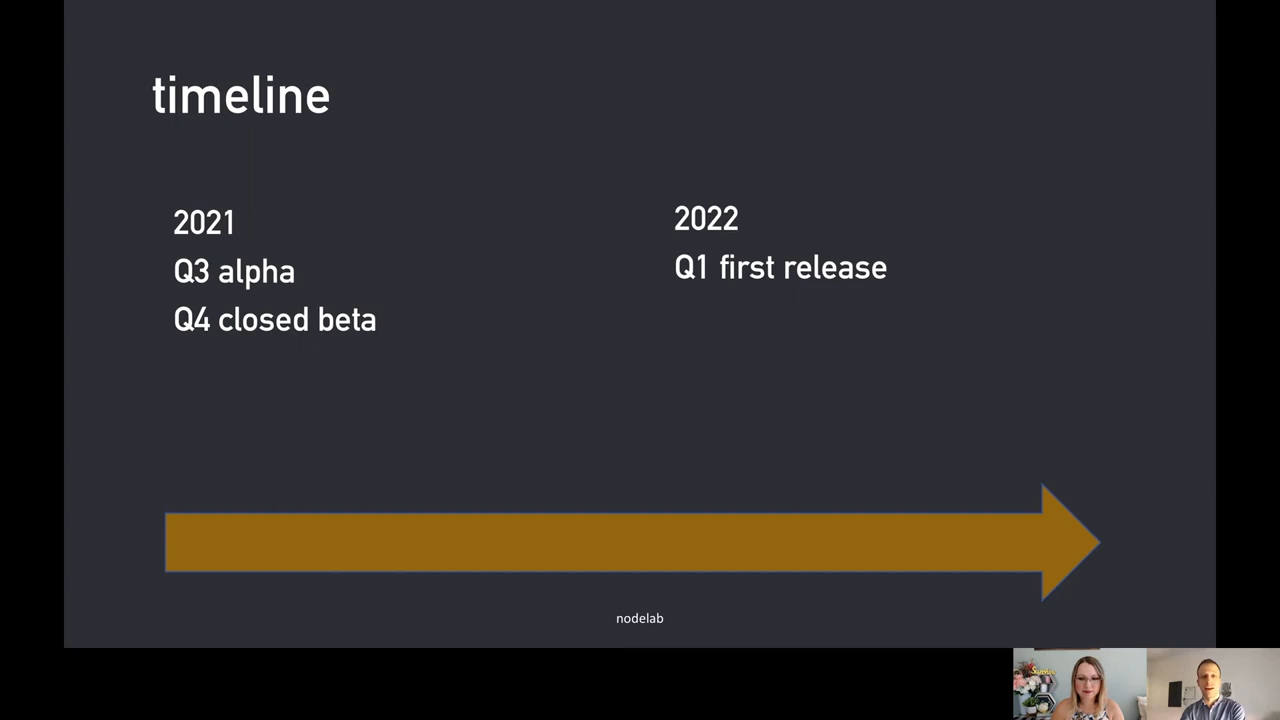 timeline
2021
Q3 alpha
Q4 closed beta
2022
Q1 first release
nodelab